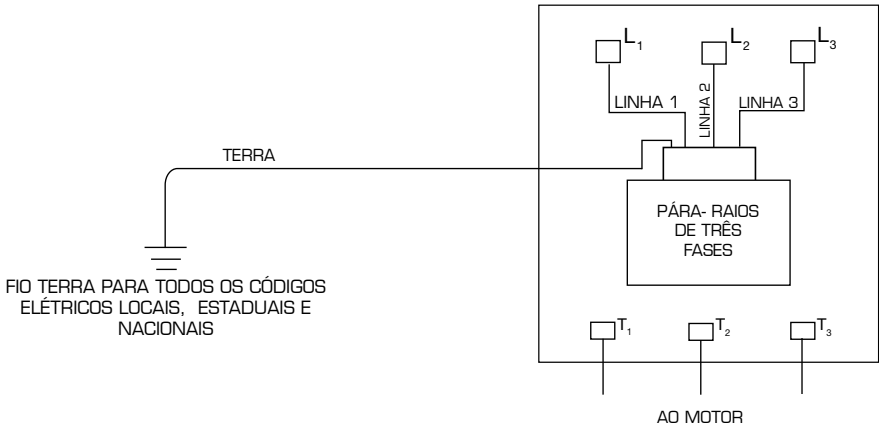 L1
L2
L3
LINHA 1
LINHA 2
LINHA 3
TERRA
PÁRA- RAIOS
DE TRÊS
FASES
FIO TERRA PARA TODOS OS CÓDIGOS
ELÉTRICOS LOCAIS, ESTADUAIS E
NACIONAIS
T1
T2
T3
AO MOTOR